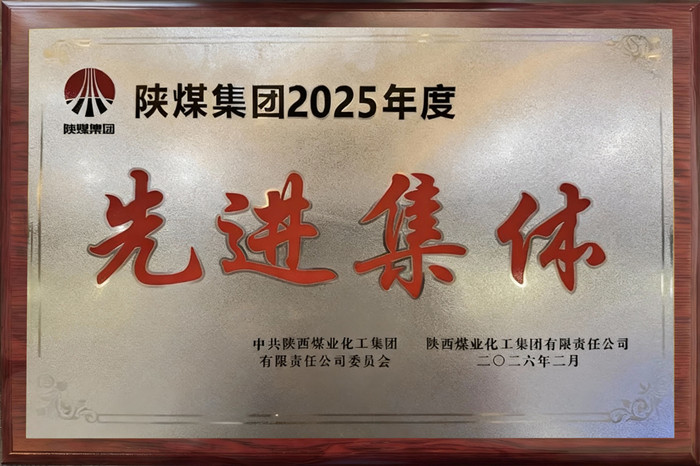 陕煤集团2025年度
陕煤集团
先进集体
中共陕西煤业化工集团
有限责任公司委员会
陕西煤业化工集团有限责任公司
二〇二六年二月